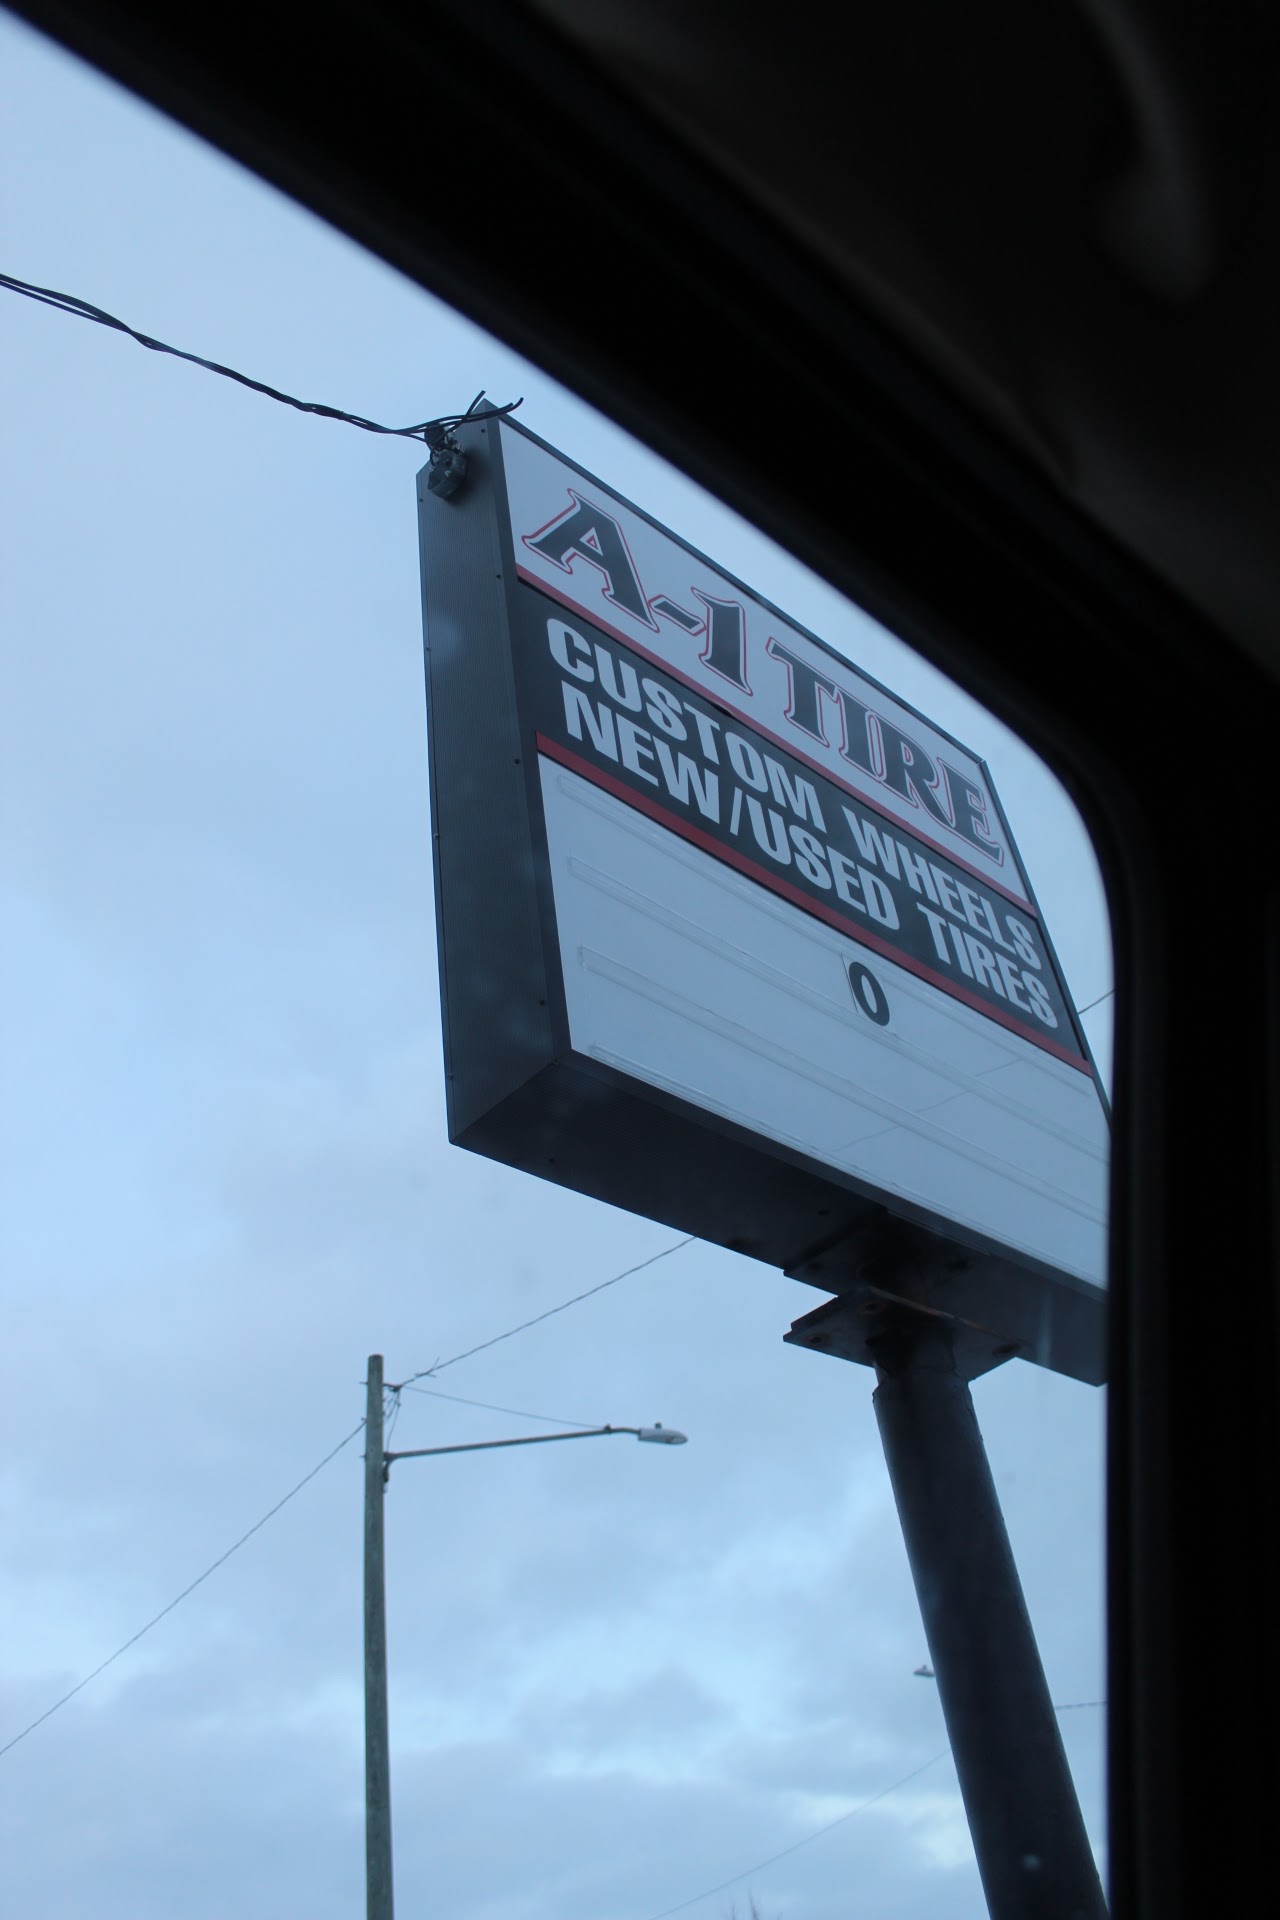 A-1 TIRE
CUSTOM WHEELS
NEW/USED TIRES
0